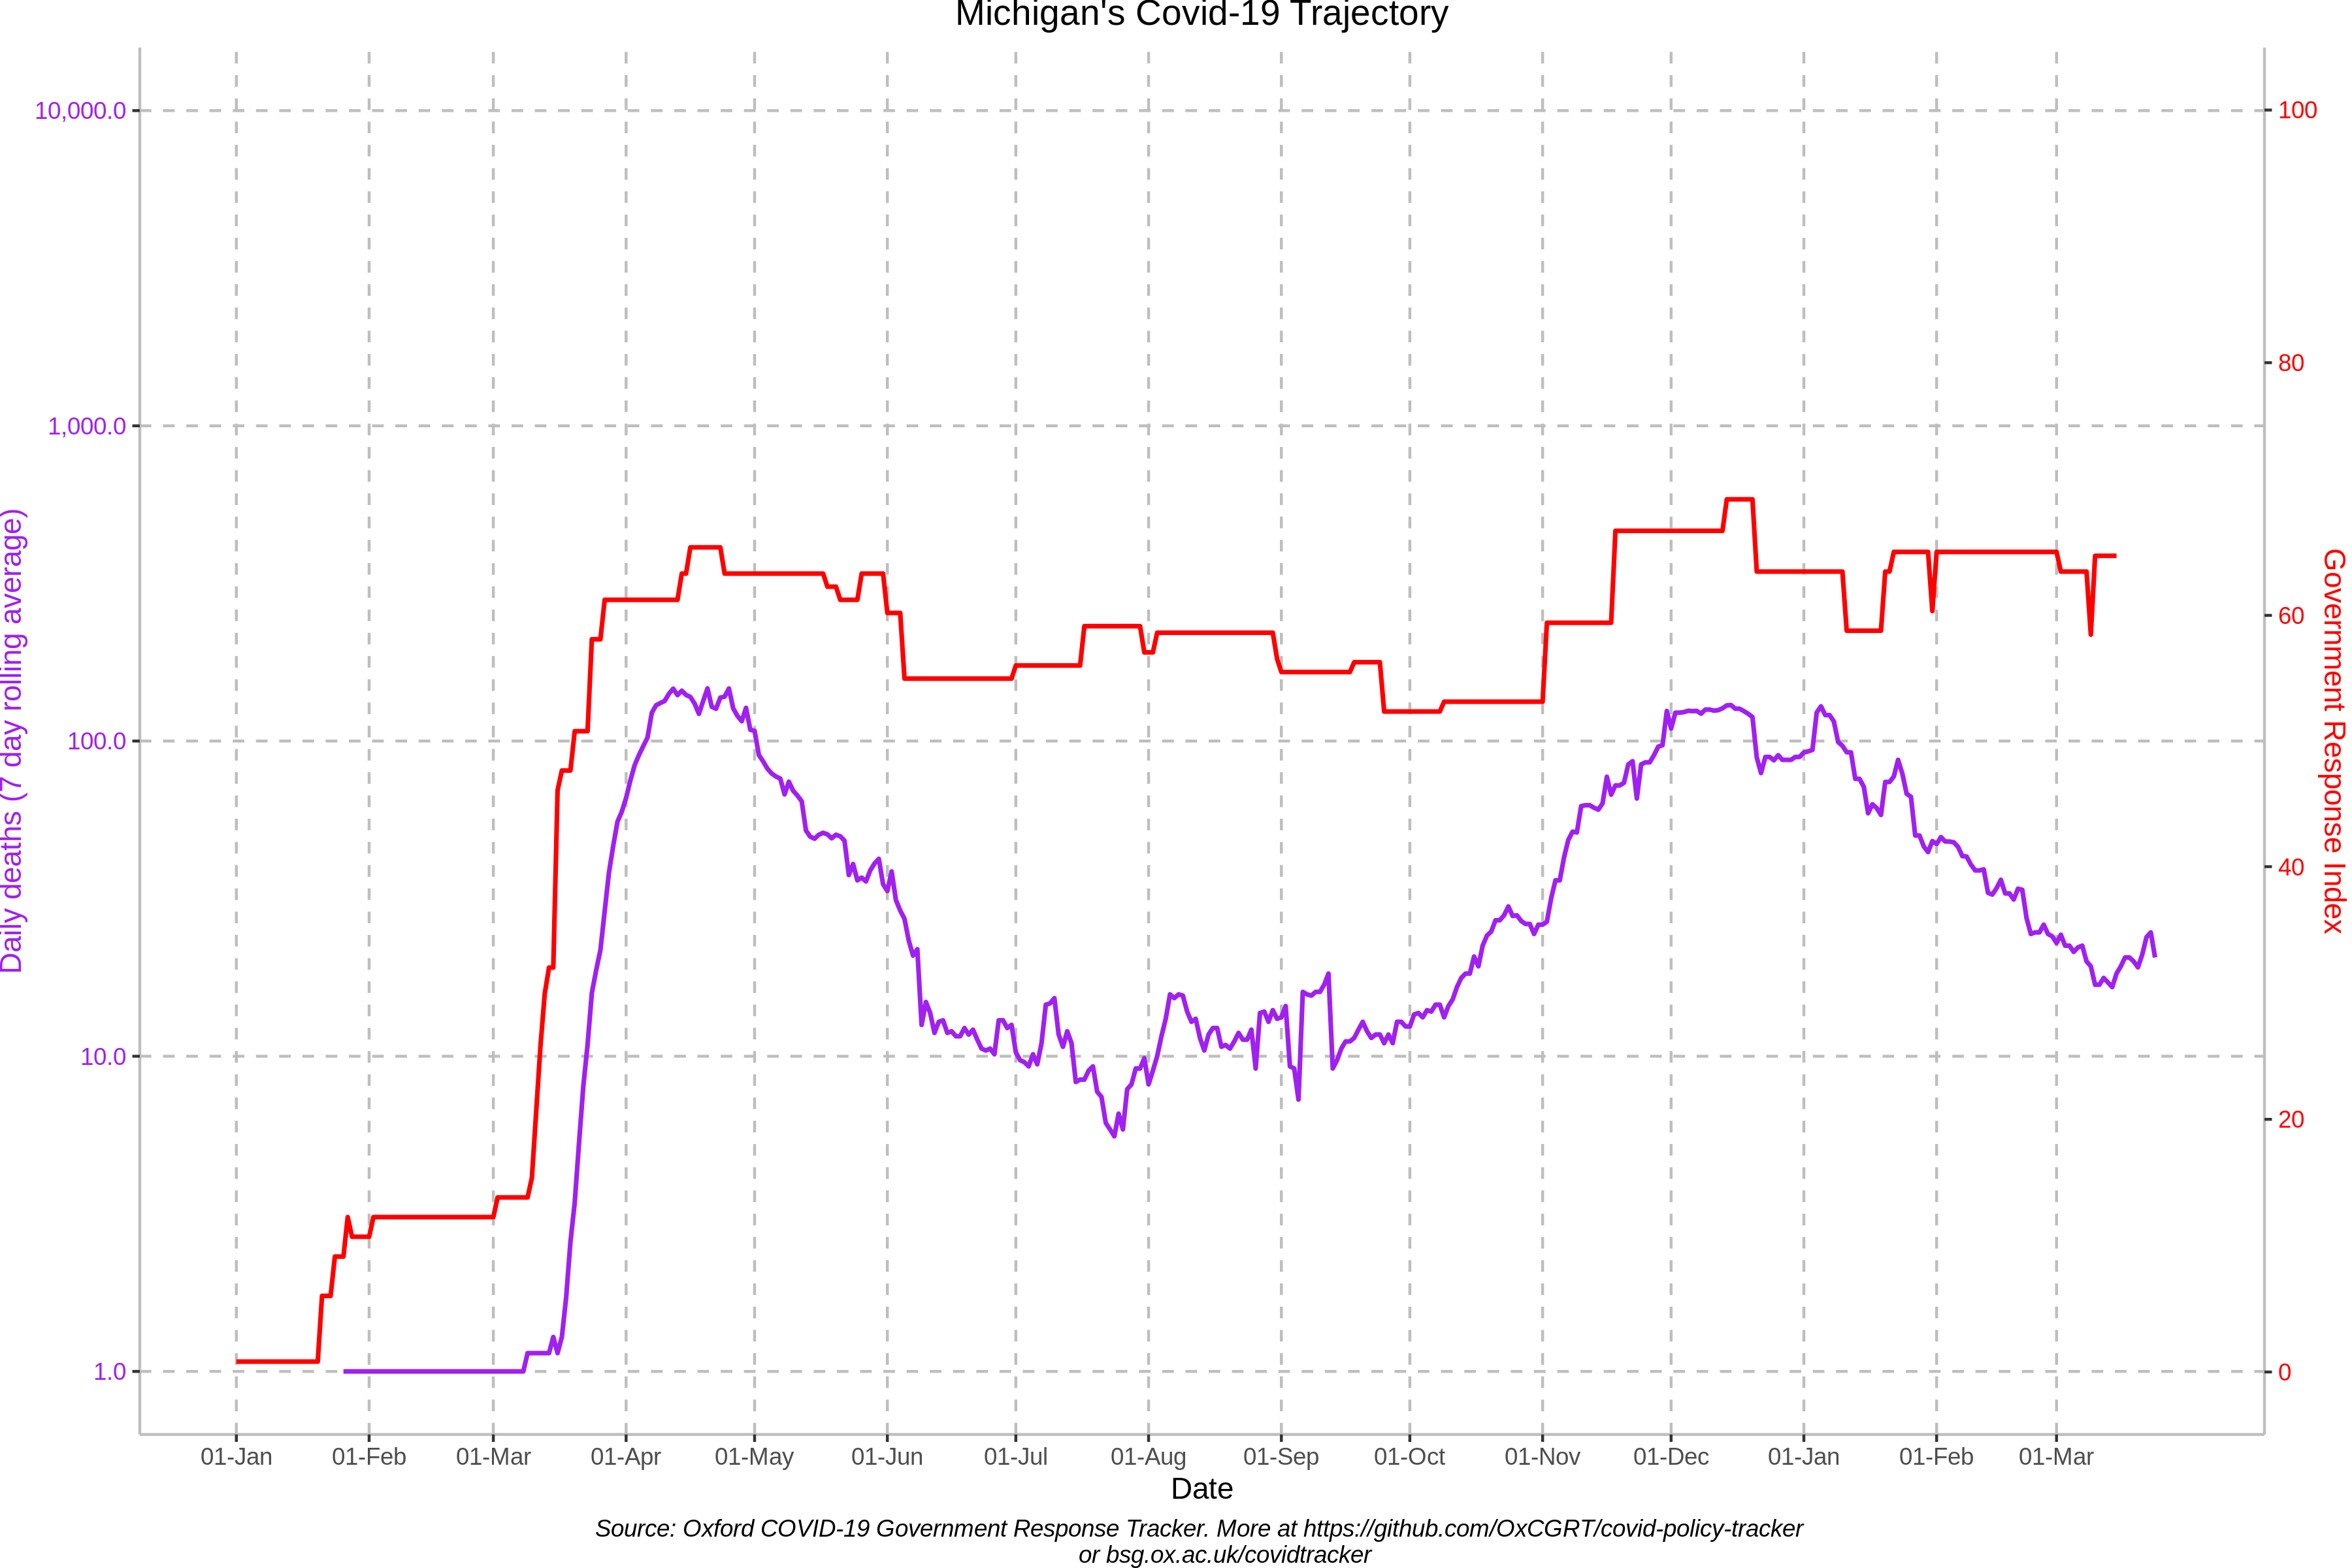 Michigan's Covid-19 Trajectory
10,000.0
1,000.0
100.0
10.0
1.0
Daily deaths (7 day rolling average)
100
80
60
40
20
0
Government Response Index
01-Jan 01-Feb 01-Mar 01-Apr 01-May 01-Jun 01-Jul 01-Aug 01-Sep 01-Oct 01-Nov 01-Dec 01-Jan 01-Feb 01-Mar
Date
Source: Oxford COVID-19 Government Response Tracker. More at https://github.com/OxCGRT/covid-policy-tracker
or bsg.ox.ac.uk/covidtracker